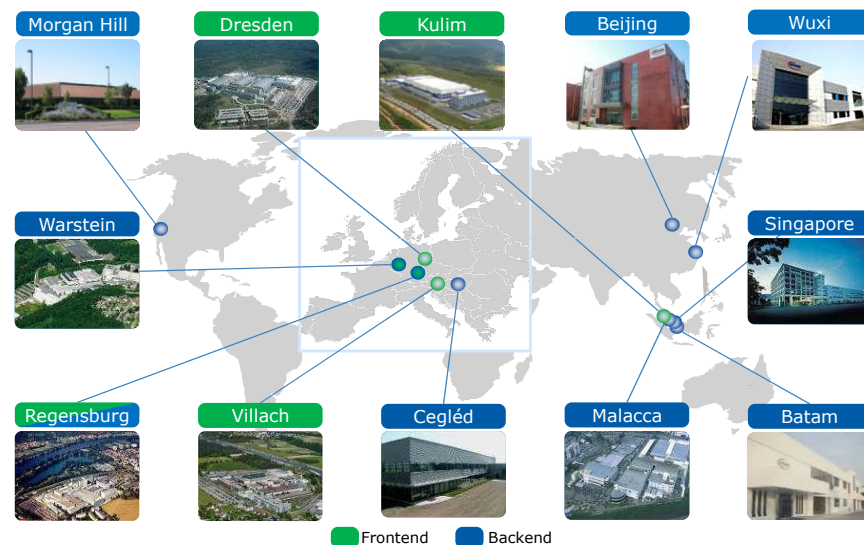 Morgan Hill
Dresden
Kulim
Beijing
Wuxi
Warstein
Singapore
Regensburg
Villach
Cegléd
Malacca
Batam
Frontend
Backend